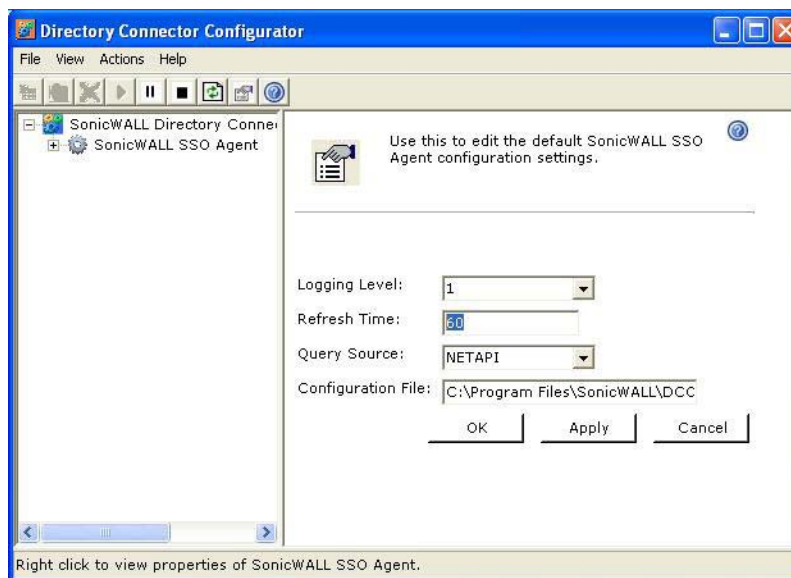 Directory Connector Configurator
File View Actions Help
SonicWALL Directory Conne
SonicWALL SSO Agent
Use this to edit the default SonicWALL SSO
Agent configuration settings.
Logging Level: 1
Refresh Time: 60
Query Source: NETAPI
Configuration File: C:\Program Files\SonicWALL\DCC
OK Apply Cancel
Right click to view properties of SonicWALL SSO Agent.